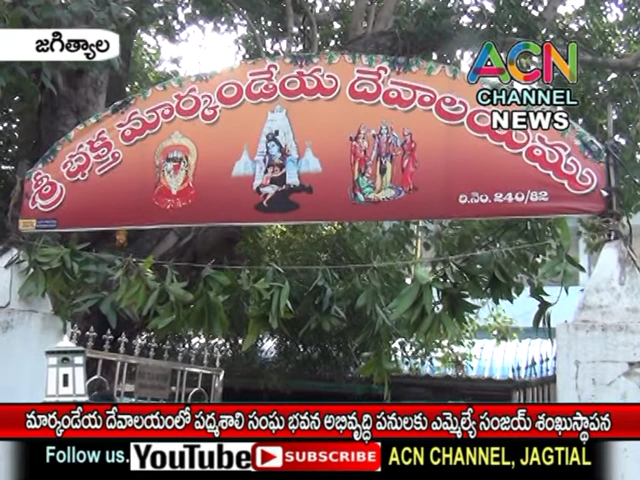 జగిత్యాల
ACN
CHANNEL
NEWS
శ్రీ భక్త మార్కండేయ దేవాలయము
రి.నెం. 240/82
మార్కండేయ దేవాలయంలో పద్మశాలి సంఘ భవన అభివృద్ధి పనులకు ఎమ్మెల్యే సంజయ్ శంఖుస్థాపన
Follow us. YouTube SUBSCRIBE ACN CHANNEL, JAGTIAL